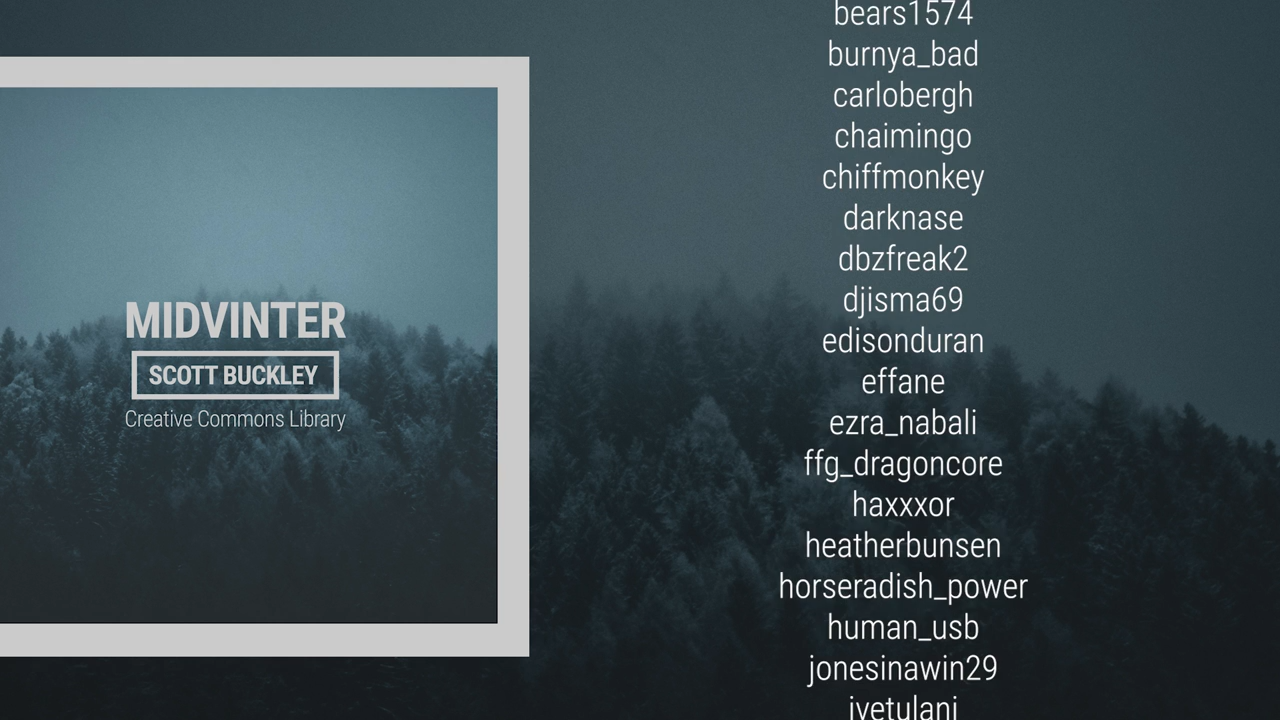 MIDVINTER
SCOTT BUCKLEY
Creative Commons Library
bears1574
burnya_bad
carlobergh
chaimingo
chiffmonkey
darknase
dbzfreak2
djisma69
edisonduran
effane
ezra_nabali
ffg_dragoncore
haxxxor
heatherbunsen
horseradish_power
human_usb
jonesinawin29